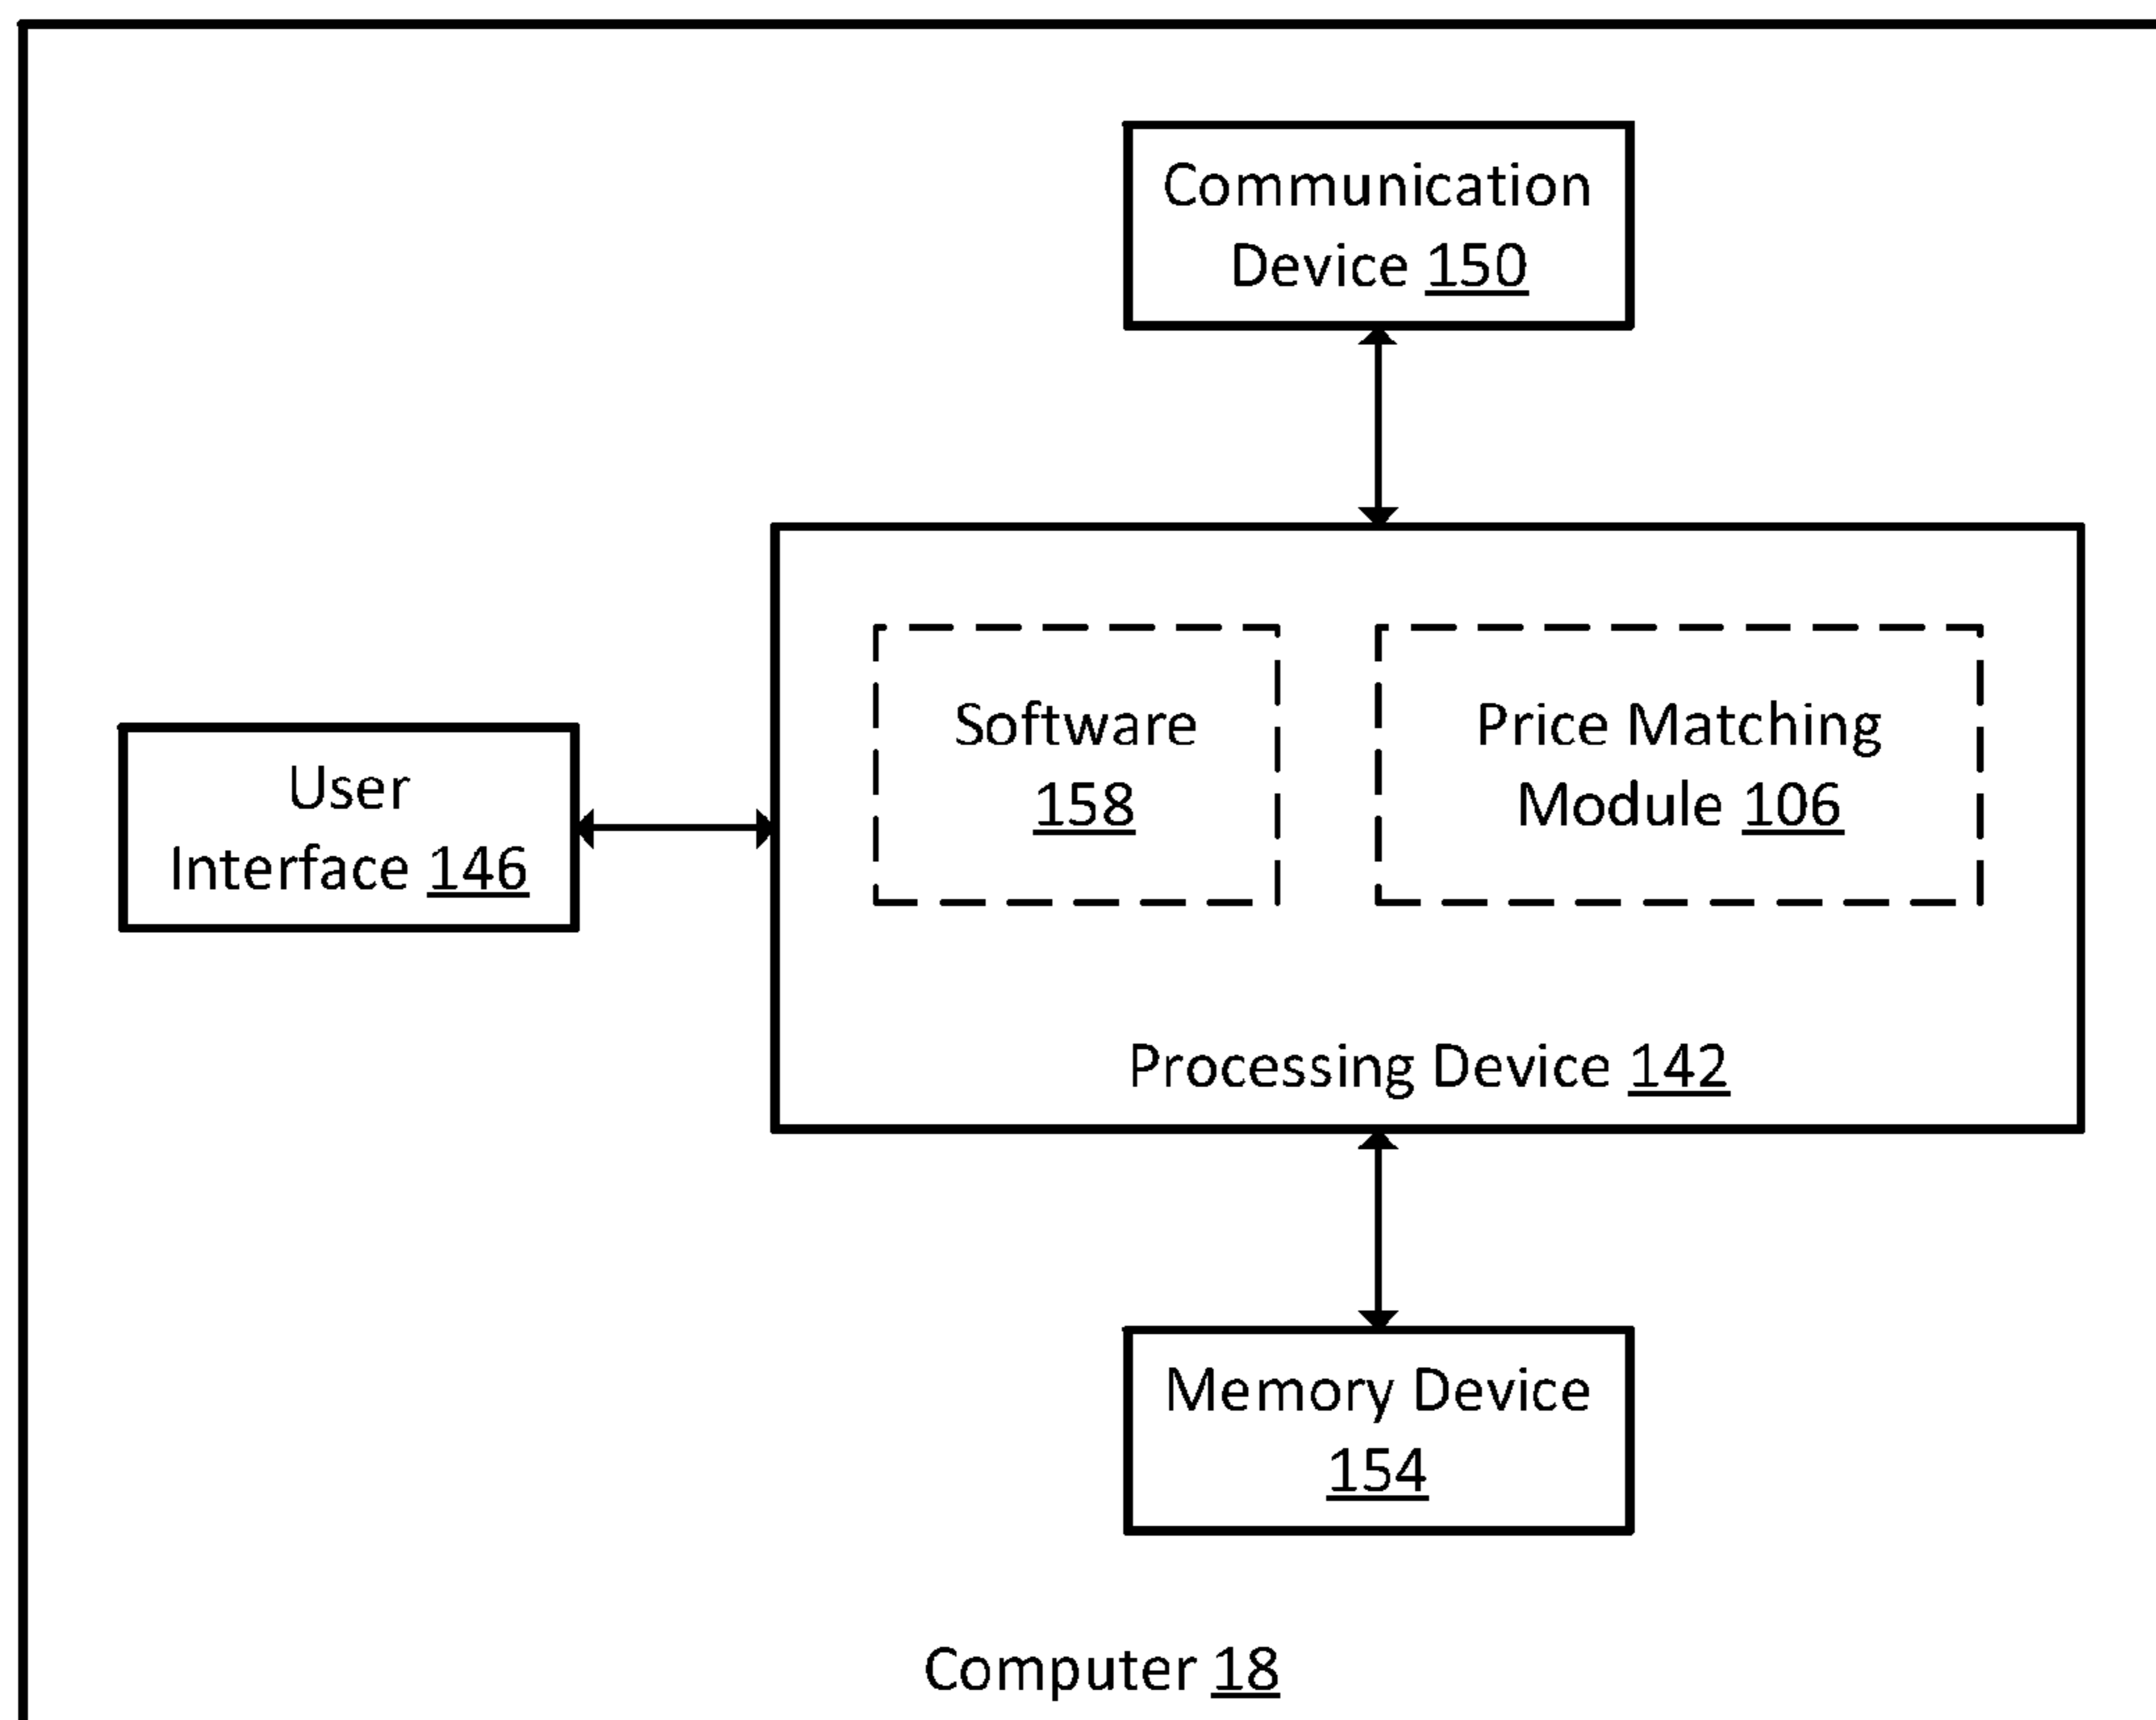 Communication
Device 150
Software
158
Price Matching
Module 106
User
Interface 146
Processing Device 142
Memory Device
154
Computer 18